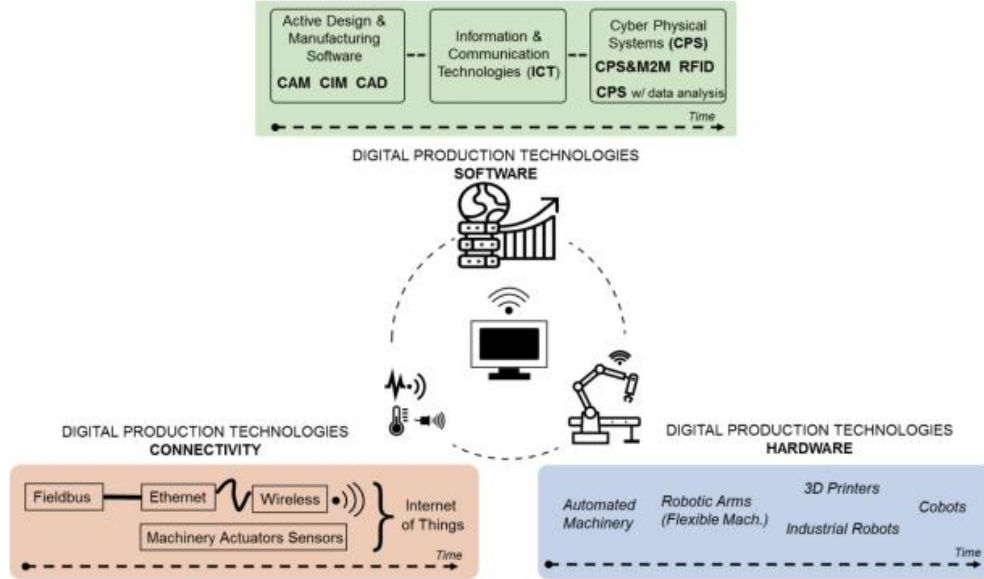 Active Design &
Manufacturing
Software
CAM CIM CAD
Information &
Communication
Technologies (ICT)
Cyber Physical
Systems (CPS)
CPS&M2M RFID
CPS w/ data analysis
Time
DIGITAL PRODUCTION TECHNOLOGIES
SOFTWARE
DIGITAL PRODUCTION TECHNOLOGIES
CONNECTIVITY
Fieldbus
Ethernet
Wireless
Machinery Actuators Sensors
Internet
of Things
Time
DIGITAL PRODUCTION TECHNOLOGIES
HARDWARE
Automated
Machinery
Robotic Arms
(Flexible Mach.)
3D Printers
Industrial Robots
Cobots
Time